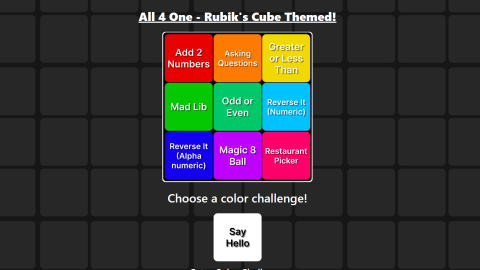 All 4 One - Rubik's Cube Themed!
Add 2
Numbers
Asking
Questions
Greater
or Less
Than
Mad Lib
Odd or
Even
Reverse It
(Numeric)
Reverse It
(Alpha
numeric)
Magic 8
Ball
Restaurant
Picker
Choose a color challenge!
Say
Hello